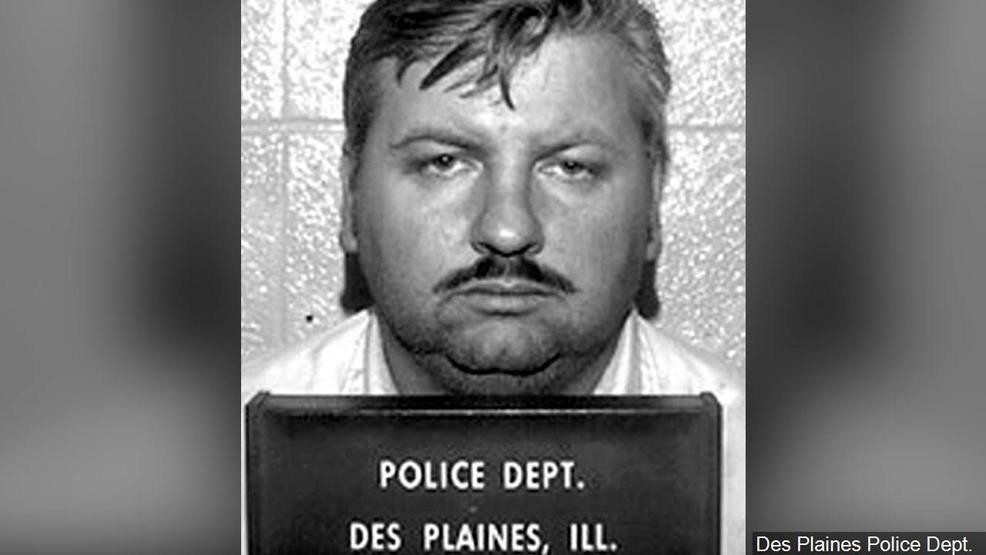 POLICE DEPT.
DES PLAINES, ILL.
Des Plaines Police Dept.